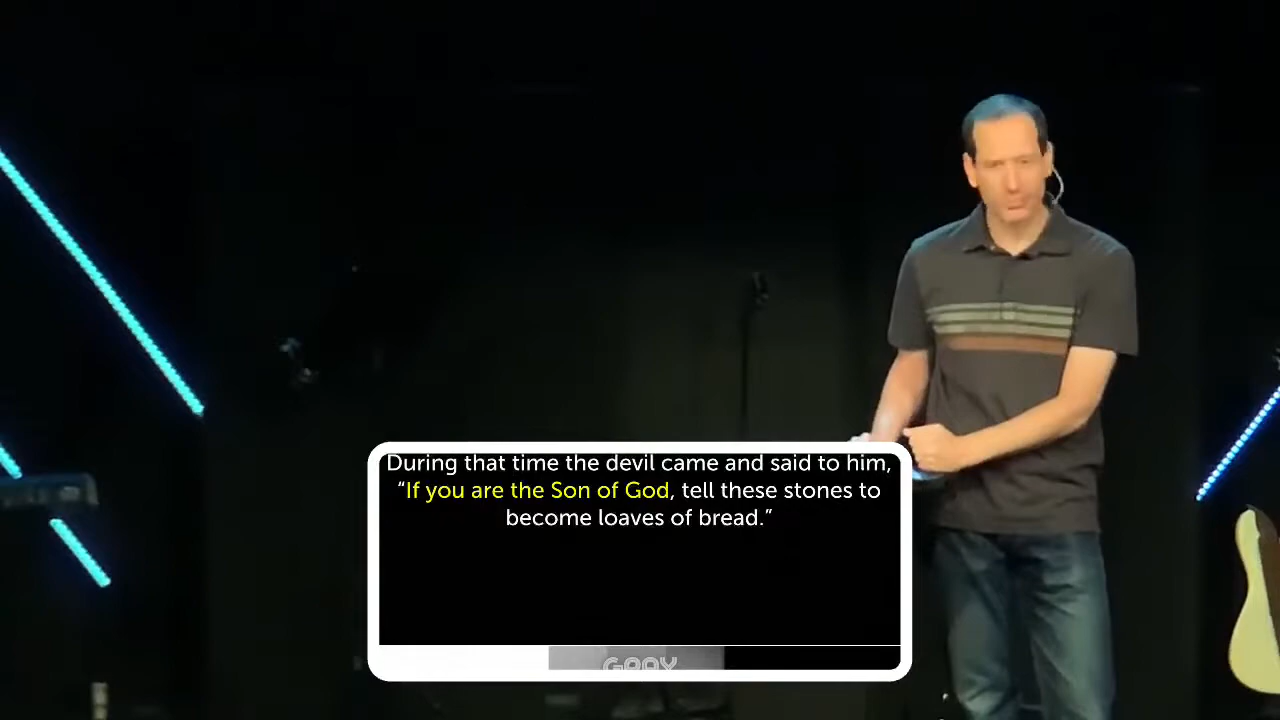 During that time the devil came and said to him,
“If you are the Son of God, tell these stones to
become loaves of bread.”
GRAY